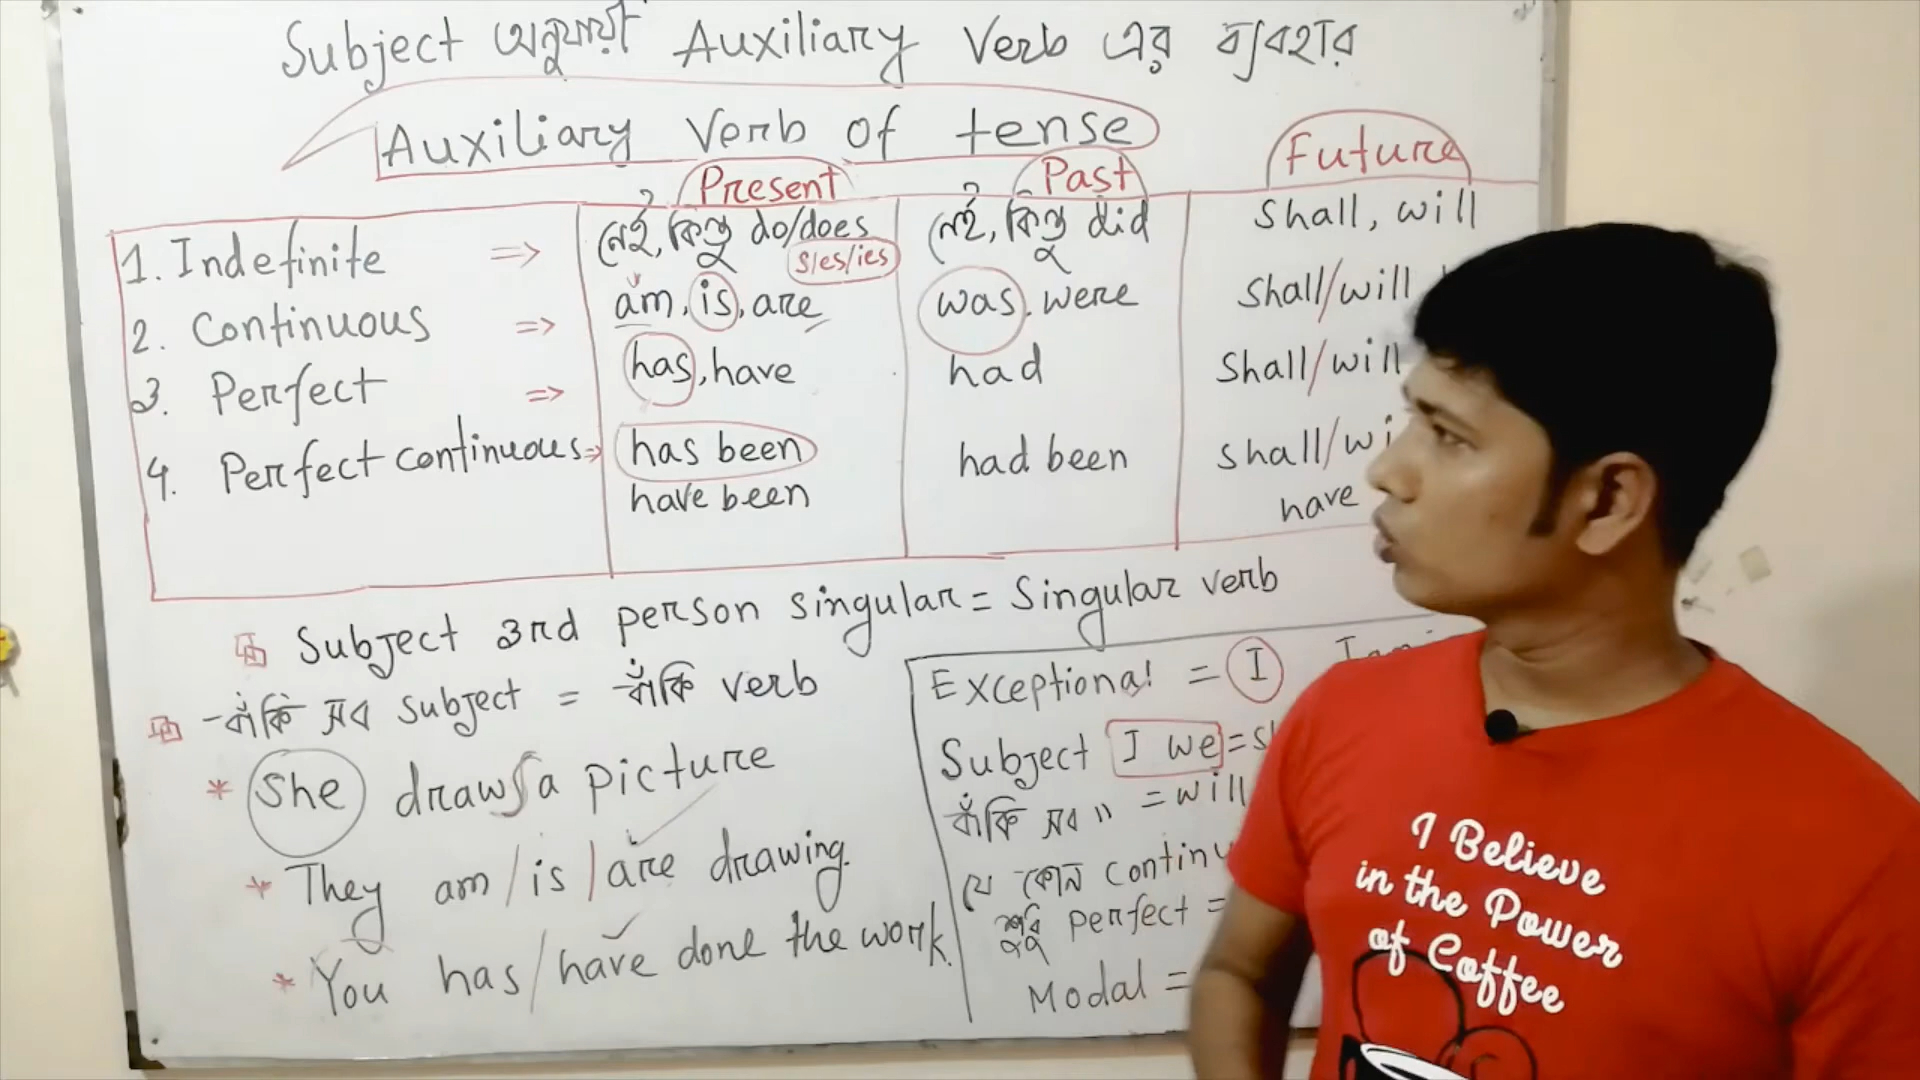 Subject অনুযায়ী Auxiliary Verb এর ব্যবহার
Auxiliary Verb of tense
Present Past Future
1. Indefinite ⇒ নেই, কিন্তু do/does নেই, কিন্তু did Shall, will
s/es/ies
2. Continuous ⇒ am, is, are was, were Shall/will
3. Perfect ⇒ has, have had Shall/will
4. Perfect continuous ⇒ has been had been shall/wi
have been have
Subject 3rd person singular = Singular verb
বাঁকি সব subject = বাঁকি verb
* She draws a picture
* They am/is/are drawing.
* You has/have done the work.
Exceptional = I
Subject I we = s
বাঁকি সব " = will
যে কোন continu
perfect =
Modal =
I Believe
in the Power
of Coffee